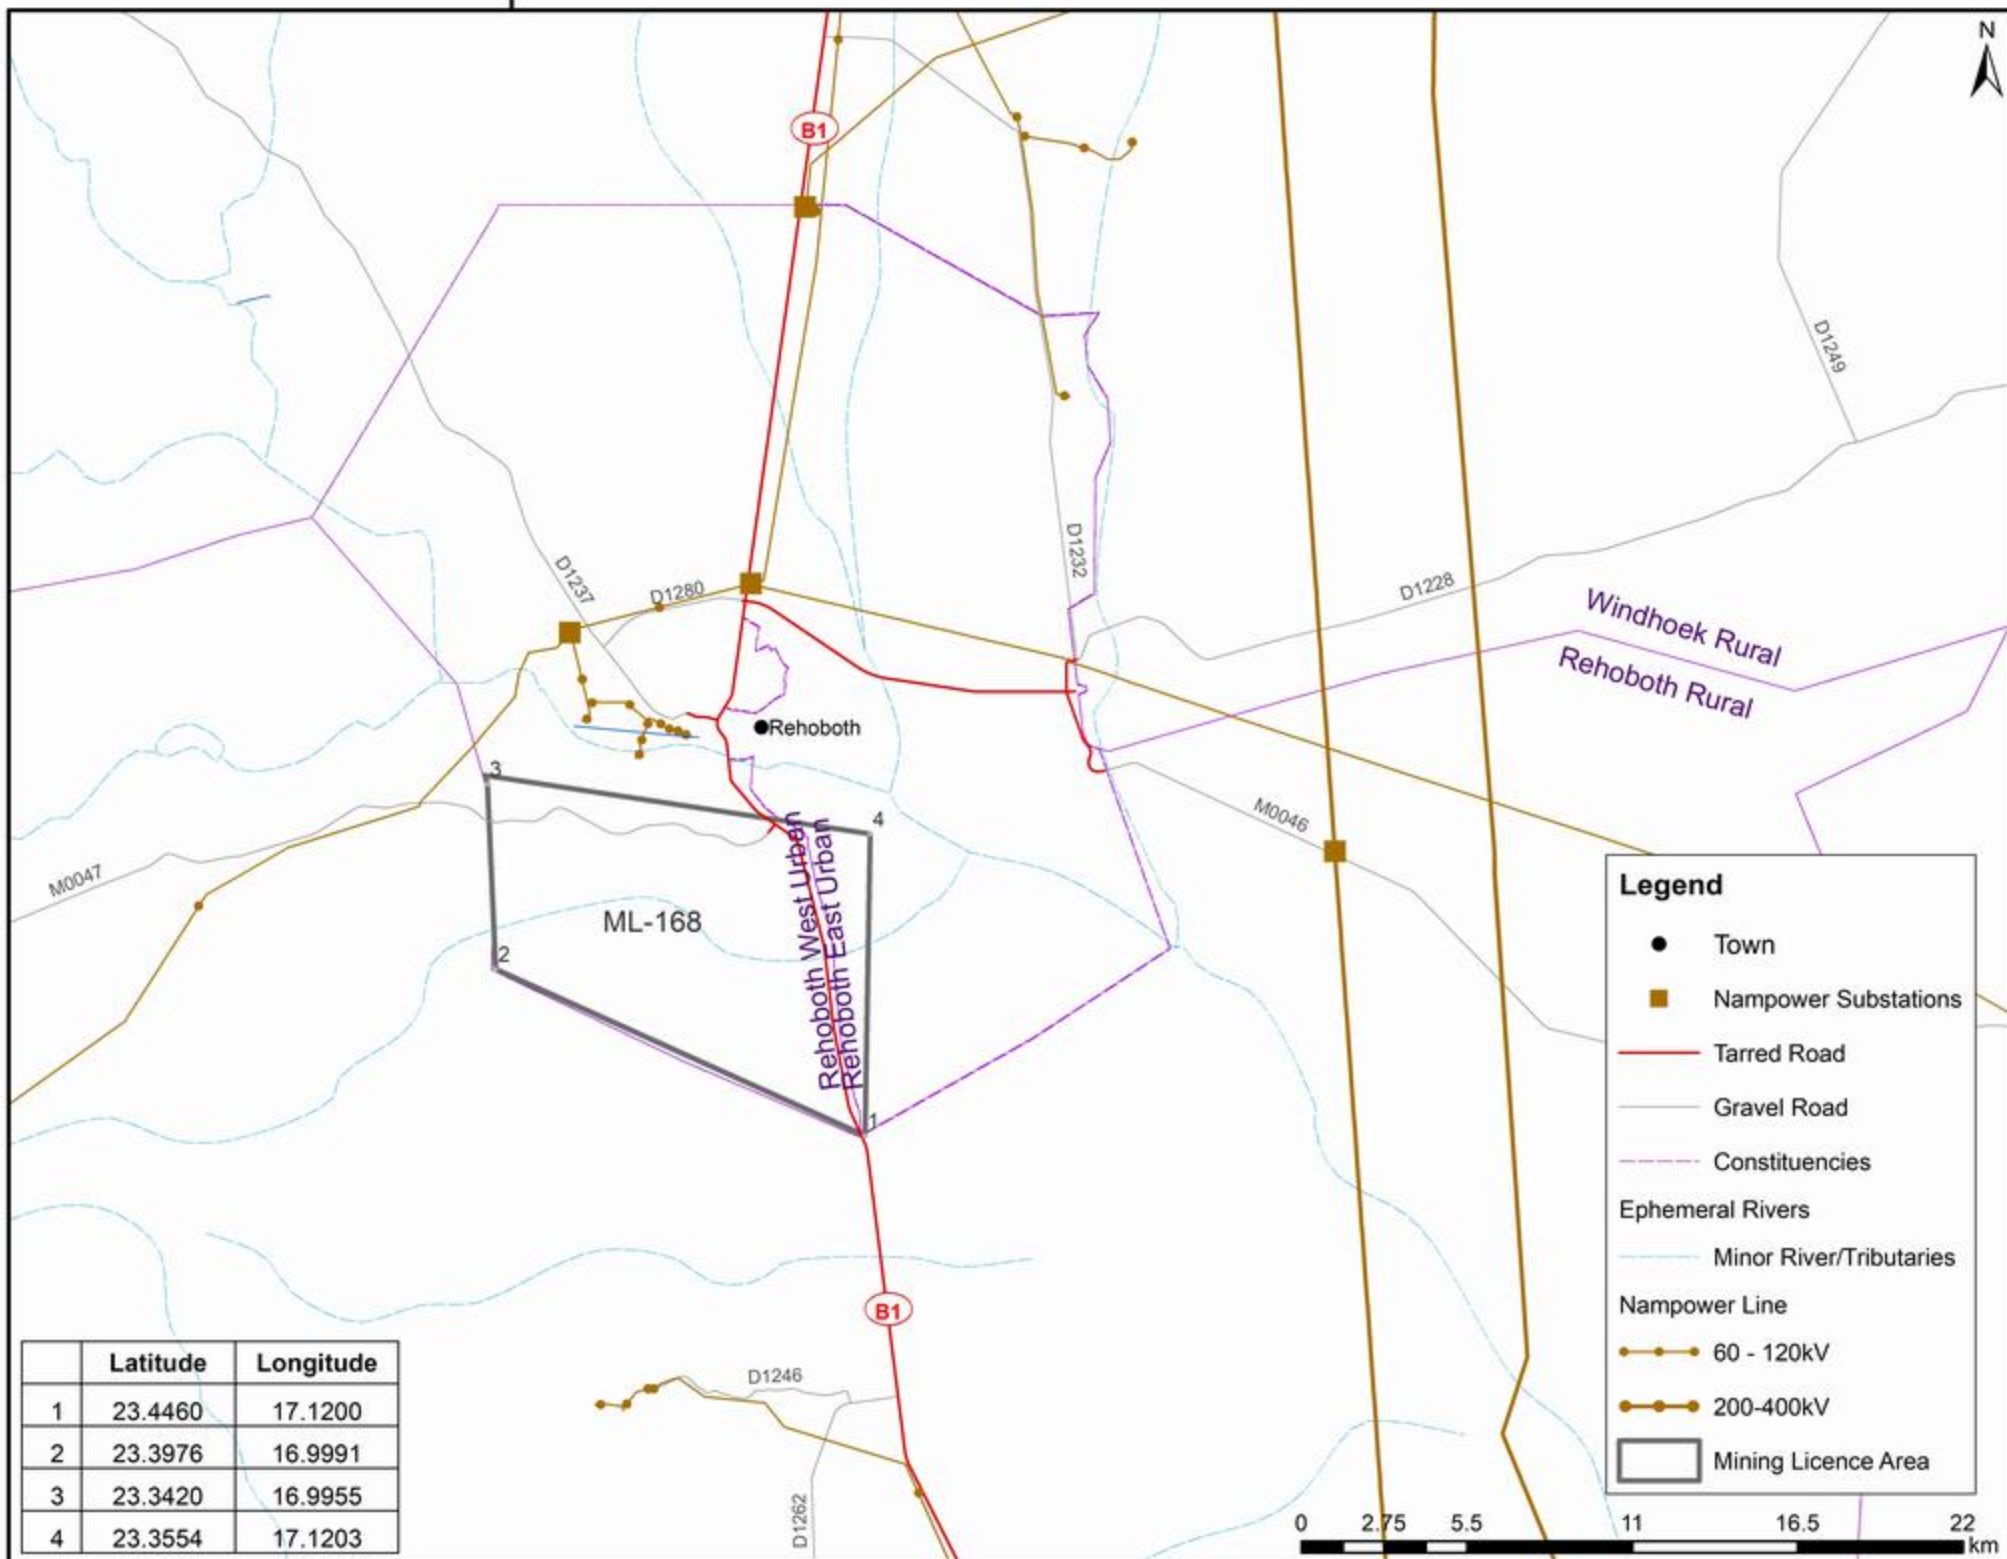 N
B1
D1249
D1232
D1237
D1280
D1228
Windhoek Rural
Rehoboth Rural
Rehoboth
3
4
M0046
M0047
ML-168
2
Rehoboth West Urban
Rehoboth East Urban
1
B1
D1246
D1262
Latitude Longitude
1 23.4460 17.1200
2 23.3976 16.9991
3 23.3420 16.9955
4 23.3554 17.1203
Legend
Town
Nampower Substations
Tarred Road
Gravel Road
Constituencies
Ephemeral Rivers
Minor River/Tributaries
Nampower Line
60 - 120kV
200-400kV
Mining Licence Area
0 2.75 5.5 11 16.5 22
km